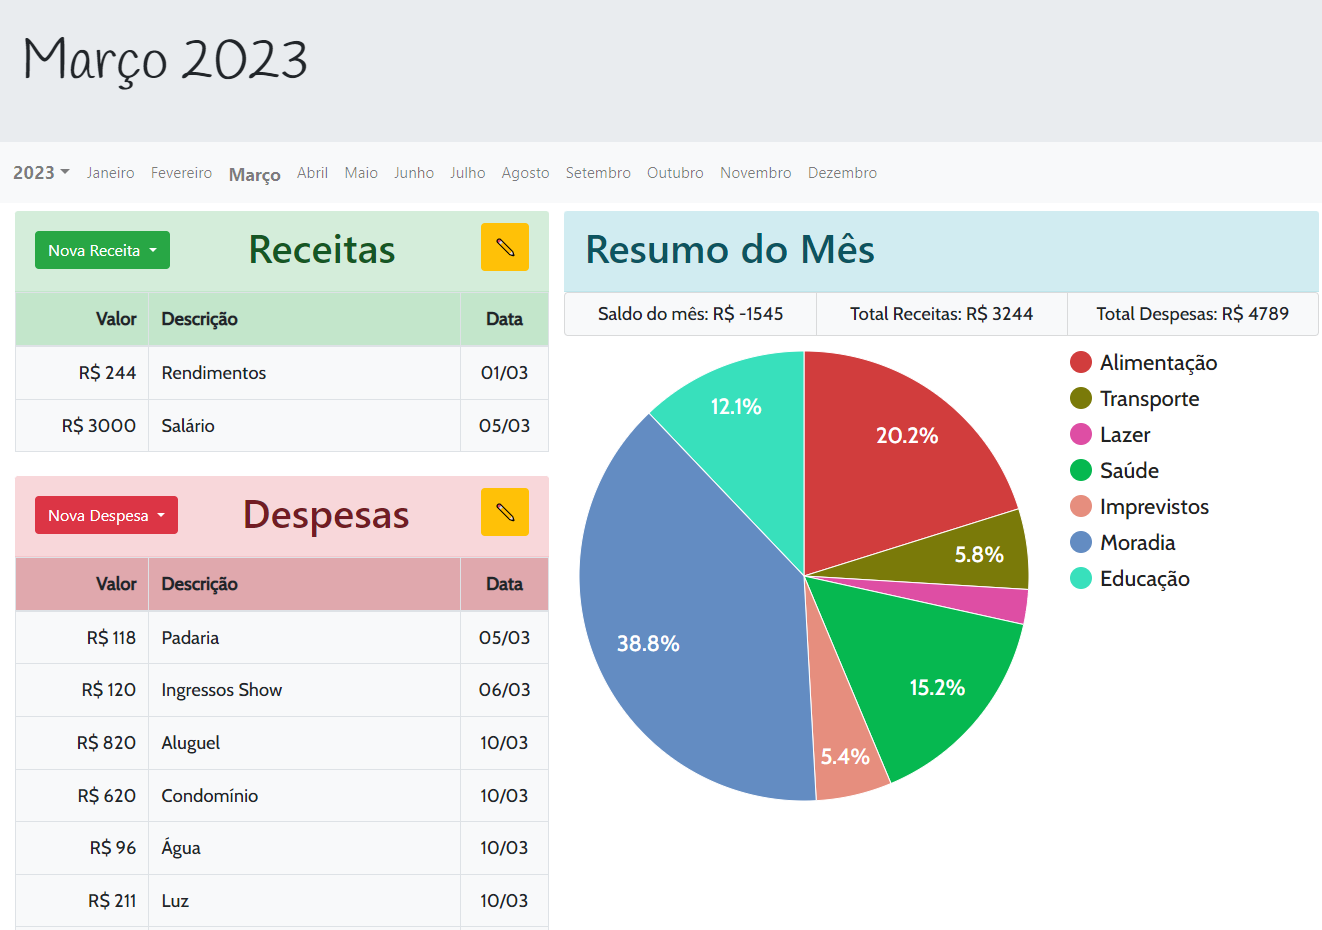 Março 2023
2023 Janeiro Fevereiro Março Abril Maio Junho Julho Agosto Setembro Outubro Novembro Dezembro
Nova Receita Receitas
Valor Descrição Data
R$ 244 Rendimentos 01/03
R$ 3000 Salário 05/03
Nova Despesa Despesas
Valor Descrição Data
R$ 118 Padaria 05/03
R$ 120 Ingressos Show 06/03
R$ 820 Aluguel 10/03
R$ 620 Condomínio 10/03
R$ 96 Água 10/03
R$ 211 Luz 10/03
Resumo do Mês
Saldo do mês: R$ -1545 Total Receitas: R$ 3244 Total Despesas: R$ 4789
12.1%
20.2%
5.8%
38.8%
15.2%
5.4%
Alimentação
Transporte
Lazer
Saúde
Imprevistos
Moradia
Educação